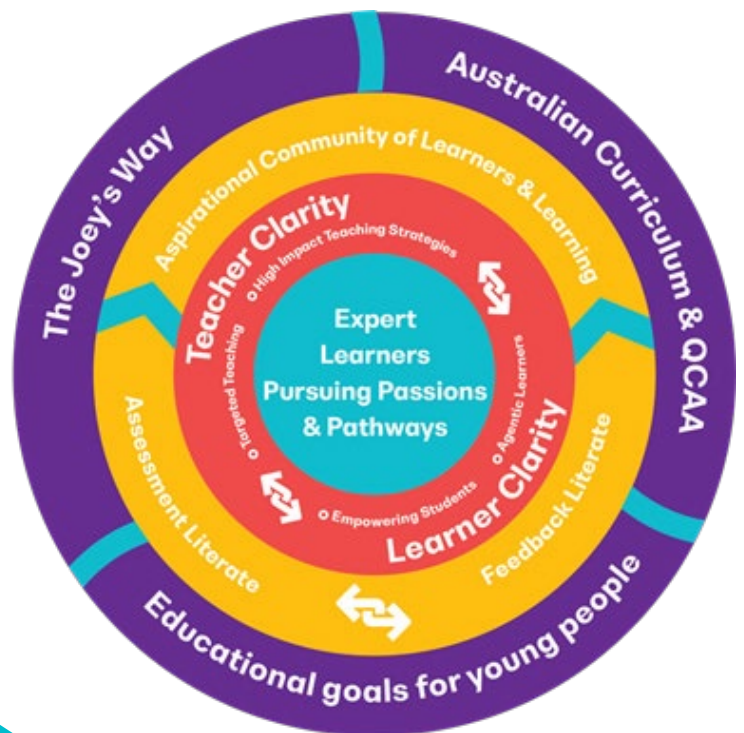 The Joey's Way
Australian Curriculum & QCAA
Educational goals for young people
Aspirational Community of Learners & Learning
Assessment Literate
Feedback Literate
Teacher Clarity
High Impact Teaching Strategies
Targeted Teaching
Learner Clarity
Agentic Learners
Empowering Students
Expert
Learners
Pursuing Passions
& Pathways